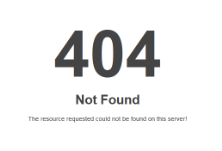 404
Not Found
The resource requested could not be found on this server!